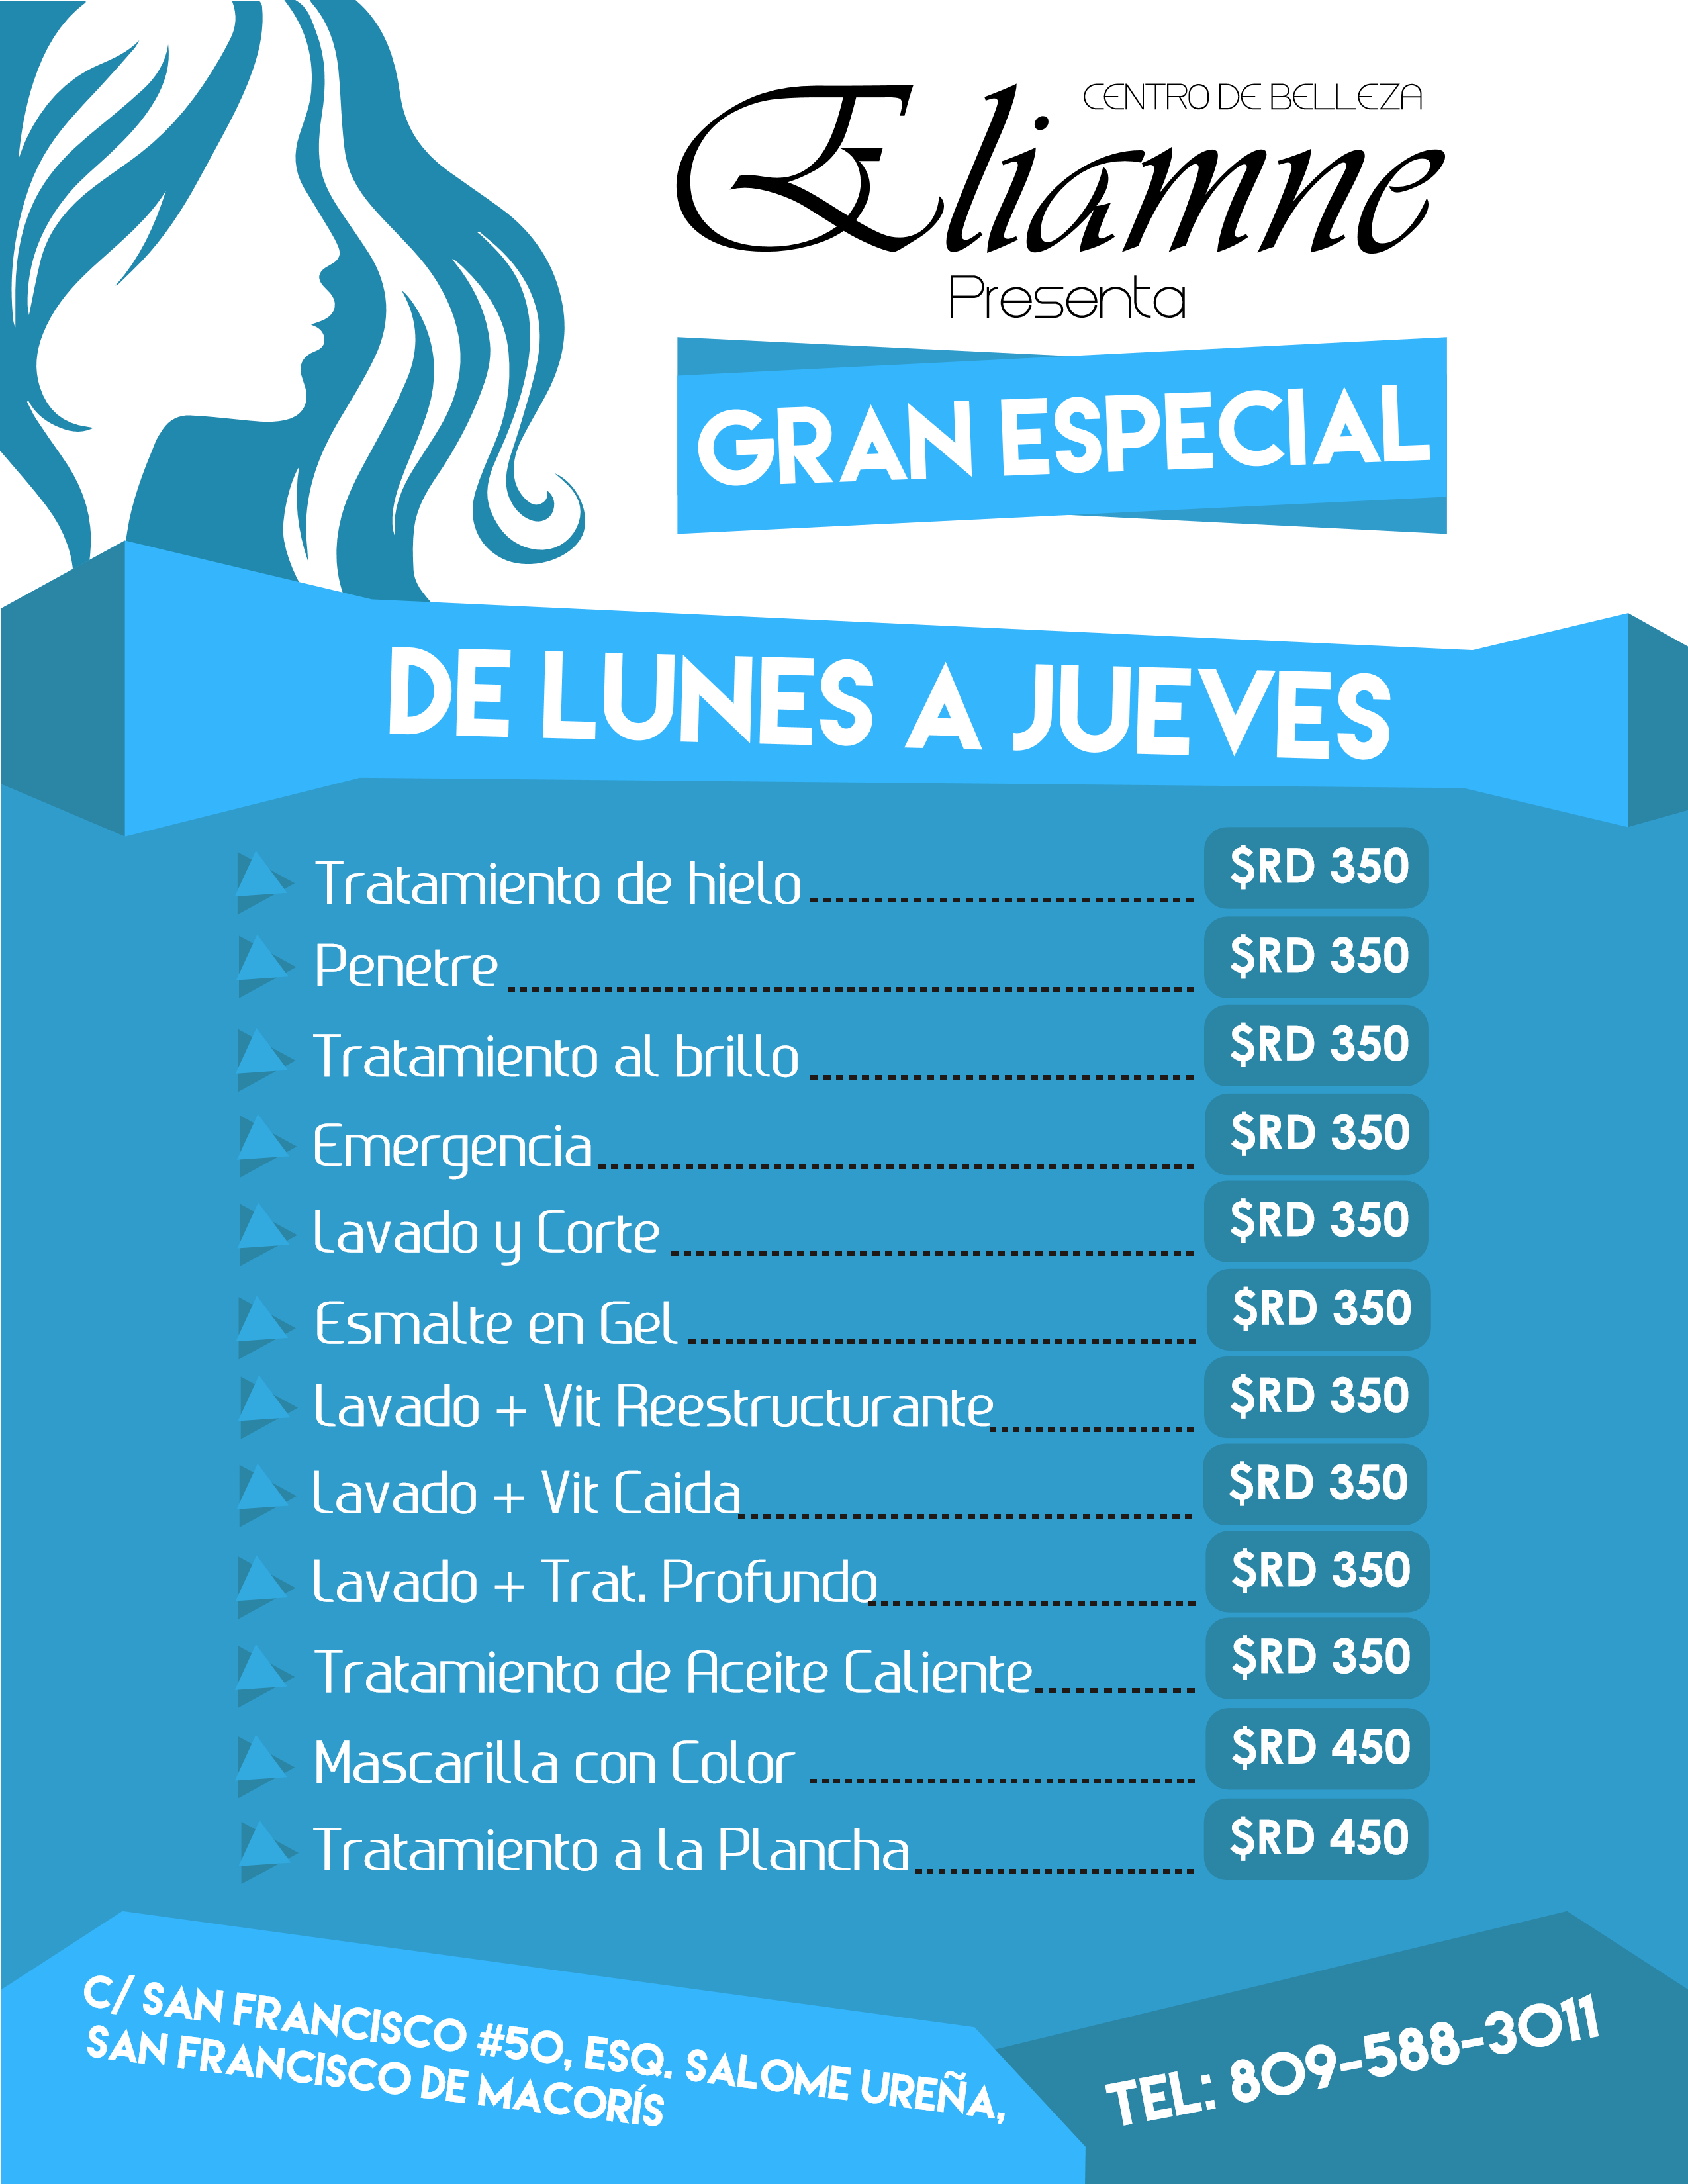 CENTRO DE BELLEZA
Eliamne
Presenta
GRAN ESPECIAL
DE LUNES A JUEVES
Tratamiento de hielo $RD 350
Penetre $RD 350
Tratamiento al brillo $RD 350
Emergencia $RD 350
Lavado y Corte $RD 350
Esmalte en Gel $RD 350
Lavado + Vit Reestructurante $RD 350
Lavado + Vit Caida $RD 350
Lavado + Trat. Profundo $RD 350
Tratamiento de Aceite Caliente $RD 350
Mascarilla con Color $RD 450
Tratamiento a la Plancha $RD 450
C/ SAN FRANCISCO #50, ESQ. SALOME UREÑA,
SAN FRANCISCO DE MACORÍS
TEL: 809-588-3011